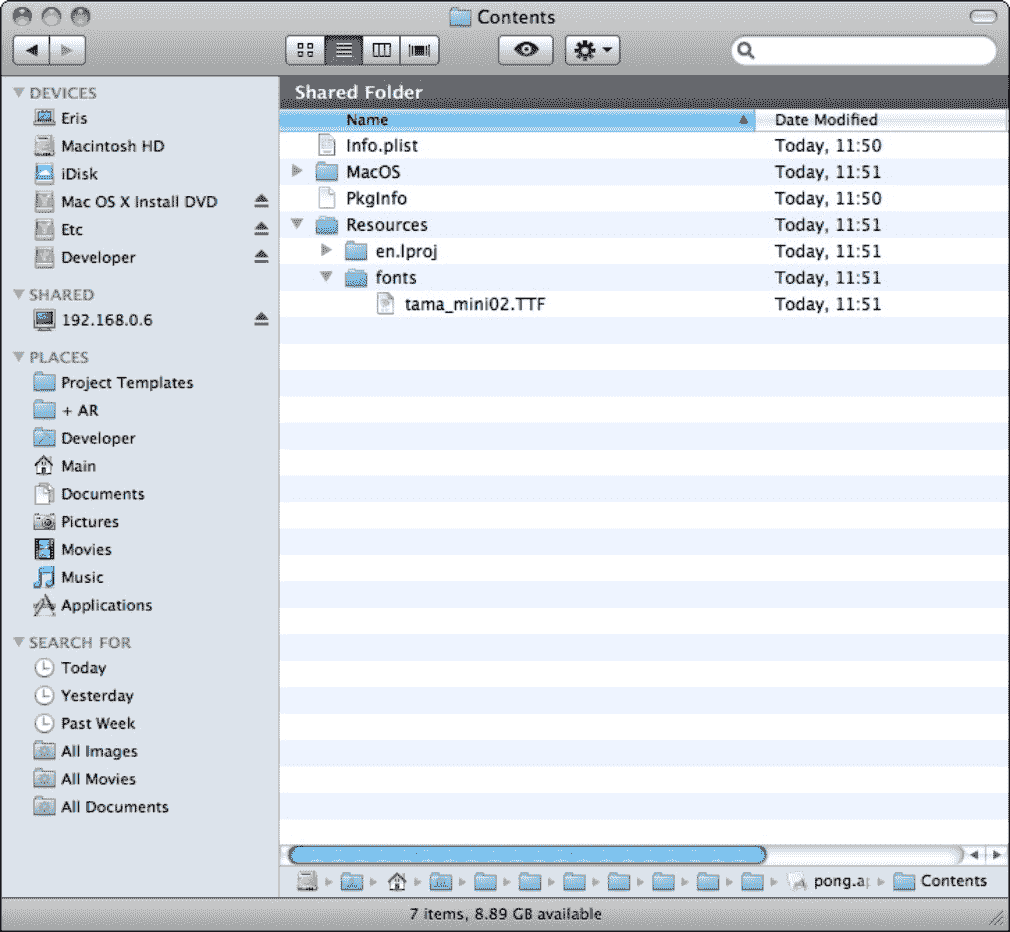 Contents
DEVICES
Eris
Macintosh HD
iDisk
Mac OS X Install DVD
Etc
Developer
SHARED
192.168.0.6
PLACES
Project Templates
+ AR
Developer
Main
Documents
Pictures
Movies
Music
Applications
SEARCH FOR
Today
Yesterday
Past Week
All Images
All Movies
All Documents
Shared Folder
Name Date Modified
Info.plist Today, 11:50
MacOS Today, 11:51
PkgInfo Today, 11:50
Resources Today, 11:51
en.lproj Today, 11:51
fonts Today, 11:51
tama_mini02.TTF Today, 11:51
pong.ap Contents
7 items, 8.89 GB available